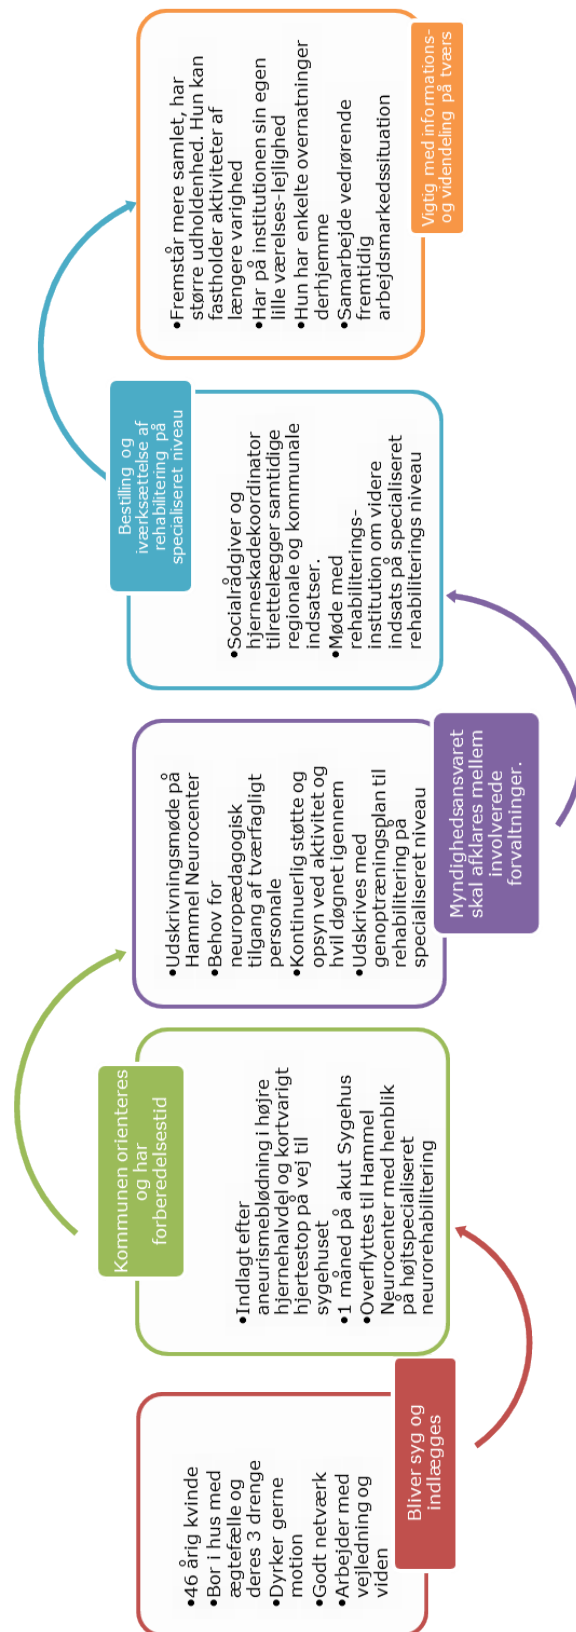 •46 årig kvinde
•Bor i hus med
ægtefælle og
deres 3 drenge
•Dyrker gerne
motion
•Godt netværk
•Arbejder med
vejledning og
viden
Bliver syg og
indlægges
Kommunen orienteres
og har
forberedelsestid
•Indlagt efter
aneurismeblødning i højre
hjernehalvdel og kortvarigt
hjertestop på vej til
sygehuset
•1 måned på akut Sygehus
•Overflyttes til Hammel
Neurocenter med henblik
på højtspecialiseret
neurorehabilitering
•Udskrivningsmøde på
Hammel Neurocenter
•Behov for
neuropædagogisk
tilgang af tværfagligt
personale
•Kontinuerlig støtte og
opsyn ved aktivitet og
hvil døgnet igennem
•Udskrives med
genoptræningsplan til
rehabilitering på
specialiseret niveau
Myndighedsansvaret
skal afklares mellem
involverede
forvaltninger.
Bestilling og
iværksættelse af
rehabilitering på
specialiseret niveau
•Socialrådgiver og
hjerneskadekoordinator
tilrettelægger samtidige
regionale og kommunale
indsatser.
•Møde med
rehabiliterings-
institution om videre
indsats på specialiseret
rehabiliterings niveau
•Fremstår mere samlet, har
større udholdenhed. Hun kan
fastholder aktiviteter af
længere varighed
•Har på institutionen sin egen
lille værelses-lejlighed
•Hun har enkelte overnatninger
derhjemme
•Samarbejde vedrørende
fremtidig
arbejdsmarkedssituation
Vigtig med informations-
og videndeling på tværs